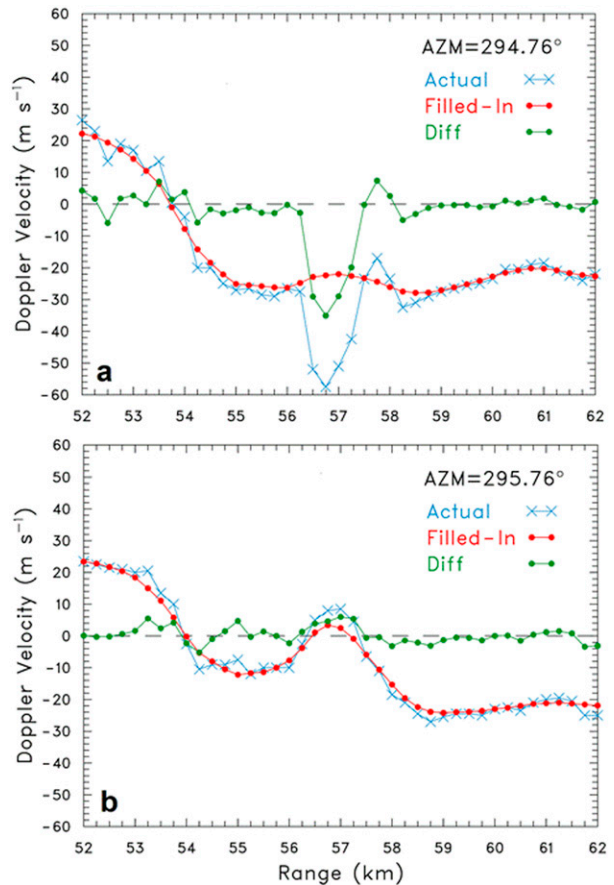 60
50
40
30
20
10
0
-10
-20
-30
-40
-50
-60
Doppler Velocity (m s⁻¹)
AZM=294.76°
Actual
Filled-In
Diff
a
52 53 54 55 56 57 58 59 60 61 62
60
50
40
30
20
10
0
-10
-20
-30
-40
-50
-60
Doppler Velocity (m s⁻¹)
AZM=295.76°
Actual
Filled-In
Diff
b
52 53 54 55 56 57 58 59 60 61 62
Range (km)